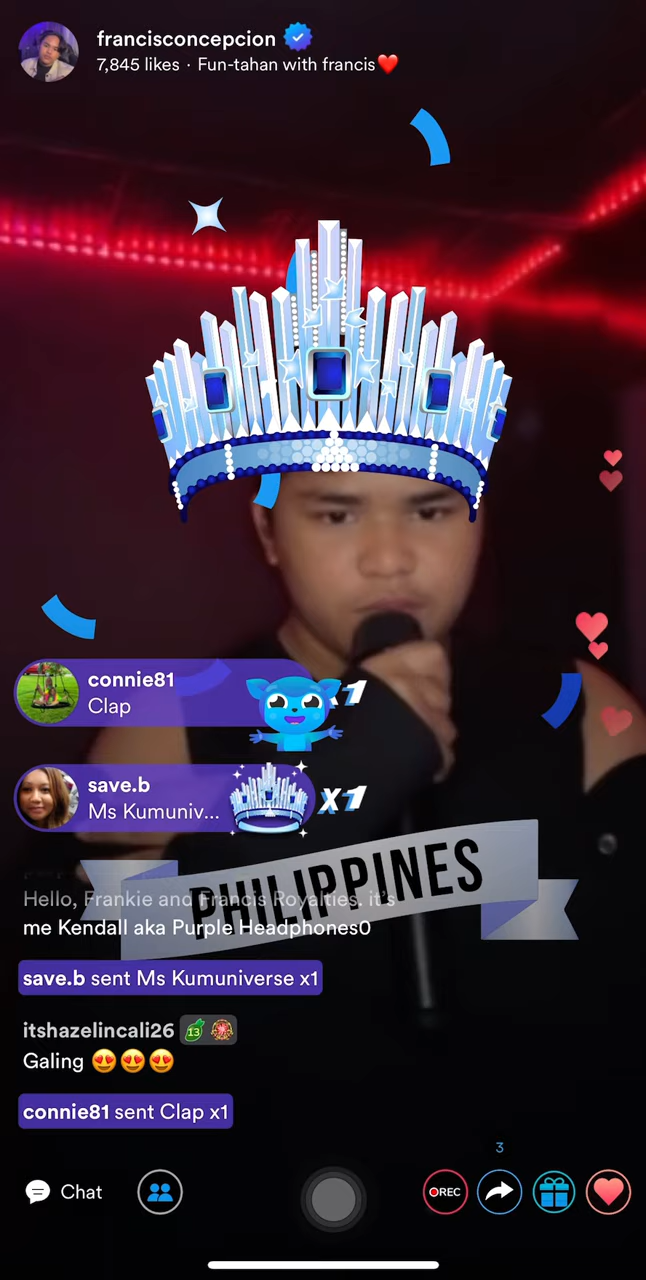 francisconcepcion
7,845 likes · Fun-tahan with francis❤️
connie81
Clap
x1
save.b
Ms Kumuniv...
x1
PHILIPPINES
Hello, Frankie and Francis Royalties. it's
me Kendall aka Purple Headphones0
save.b sent Ms Kumuniverse x1
itshazelincali26 13
Galing 😍😍😍
connie81 sent Clap x1
3
Chat
REC